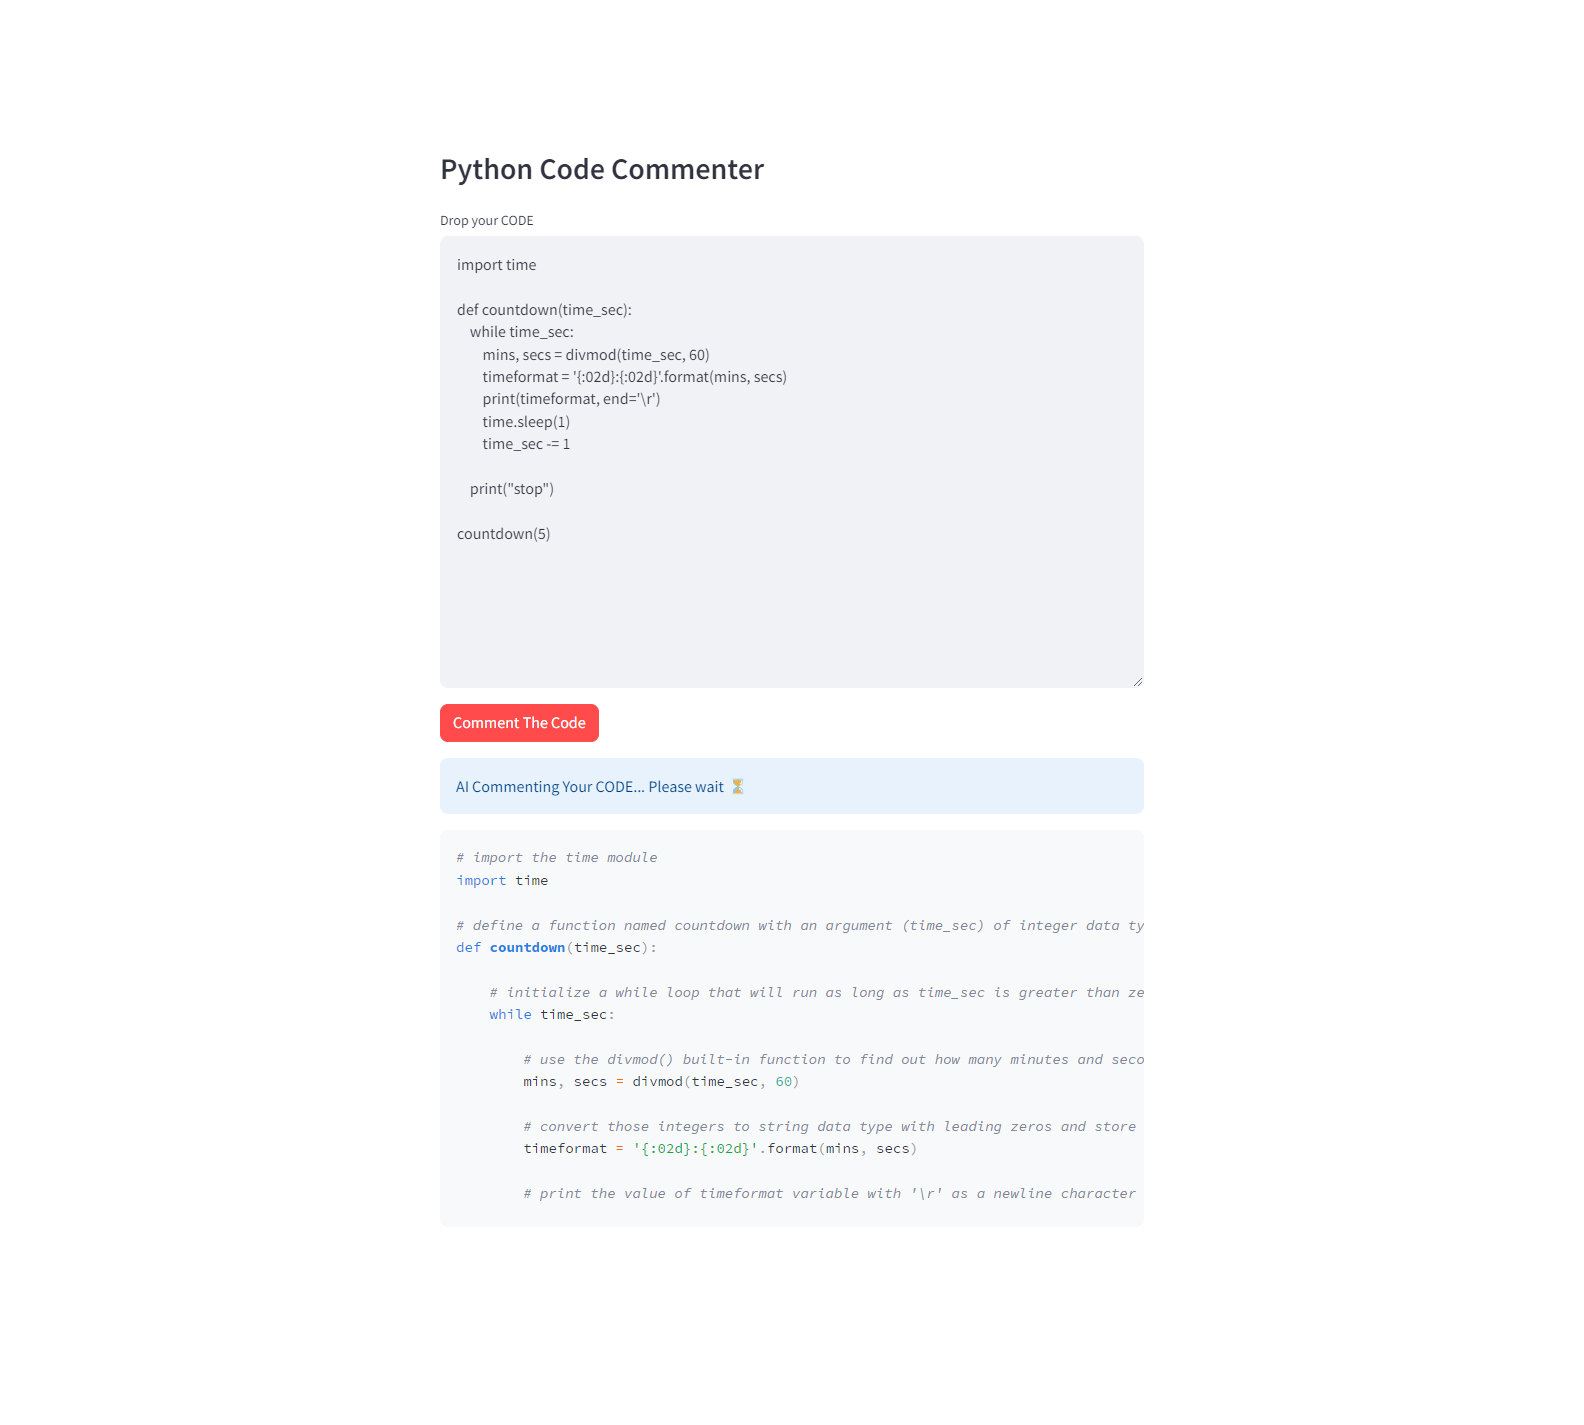 Python Code Commenter
Drop your CODE
import time
def countdown(time_sec):
while time_sec:
mins, secs = divmod(time_sec, 60)
timeformat = '{:02d}:{:02d}'.format(mins, secs)
print(timeformat, end='\r')
time.sleep(1)
time_sec -= 1
print("stop")
countdown(5)
Comment The Code
AI Commenting Your CODE... Please wait ⏳
# import the time module
import time
# define a function named countdown with an argument (time_sec) of integer data ty
def countdown(time_sec):
# initialize a while loop that will run as long as time_sec is greater than ze
while time_sec:
# use the divmod() built-in function to find out how many minutes and seco
mins, secs = divmod(time_sec, 60)
# convert those integers to string data type with leading zeros and store
timeformat = '{:02d}:{:02d}'.format(mins, secs)
# print the value of timeformat variable with '\r' as a newline character